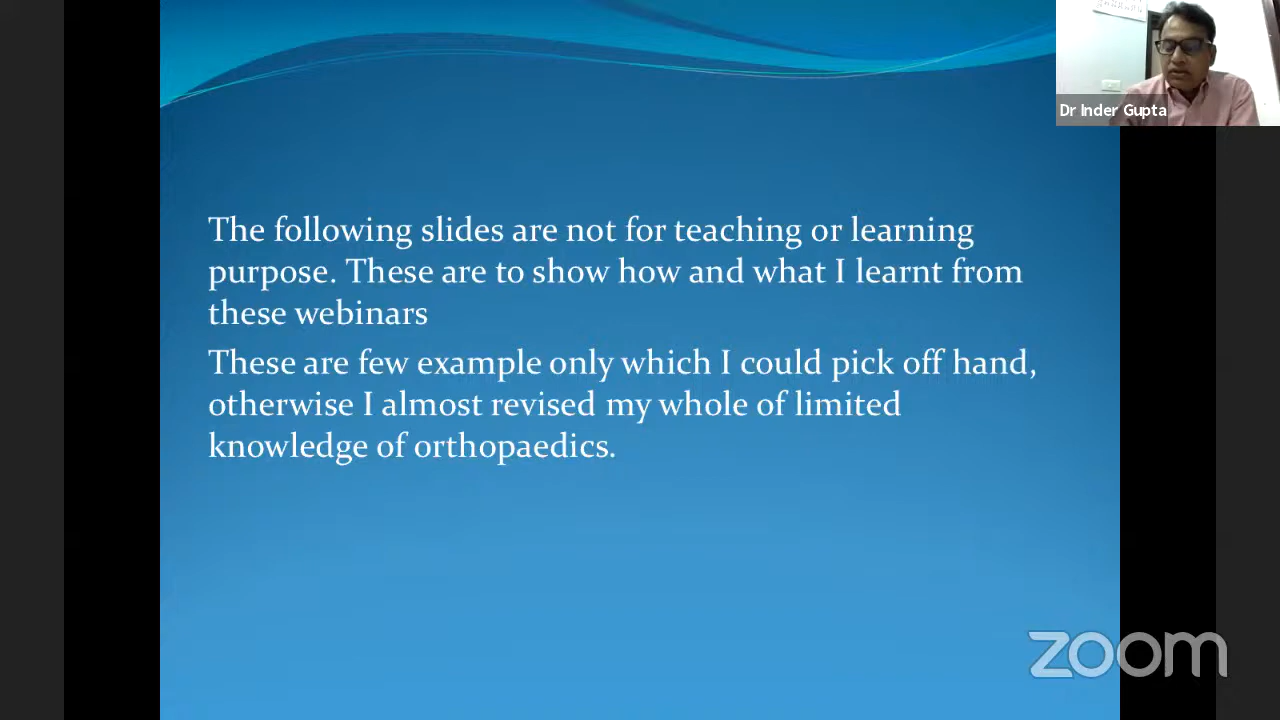 Dr Inder Gupta
The following slides are not for teaching or learning
purpose. These are to show how and what I learnt from
these webinars
These are few example only which I could pick off hand,
otherwise I almost revised my whole of limited
knowledge of orthopaedics.
zoom